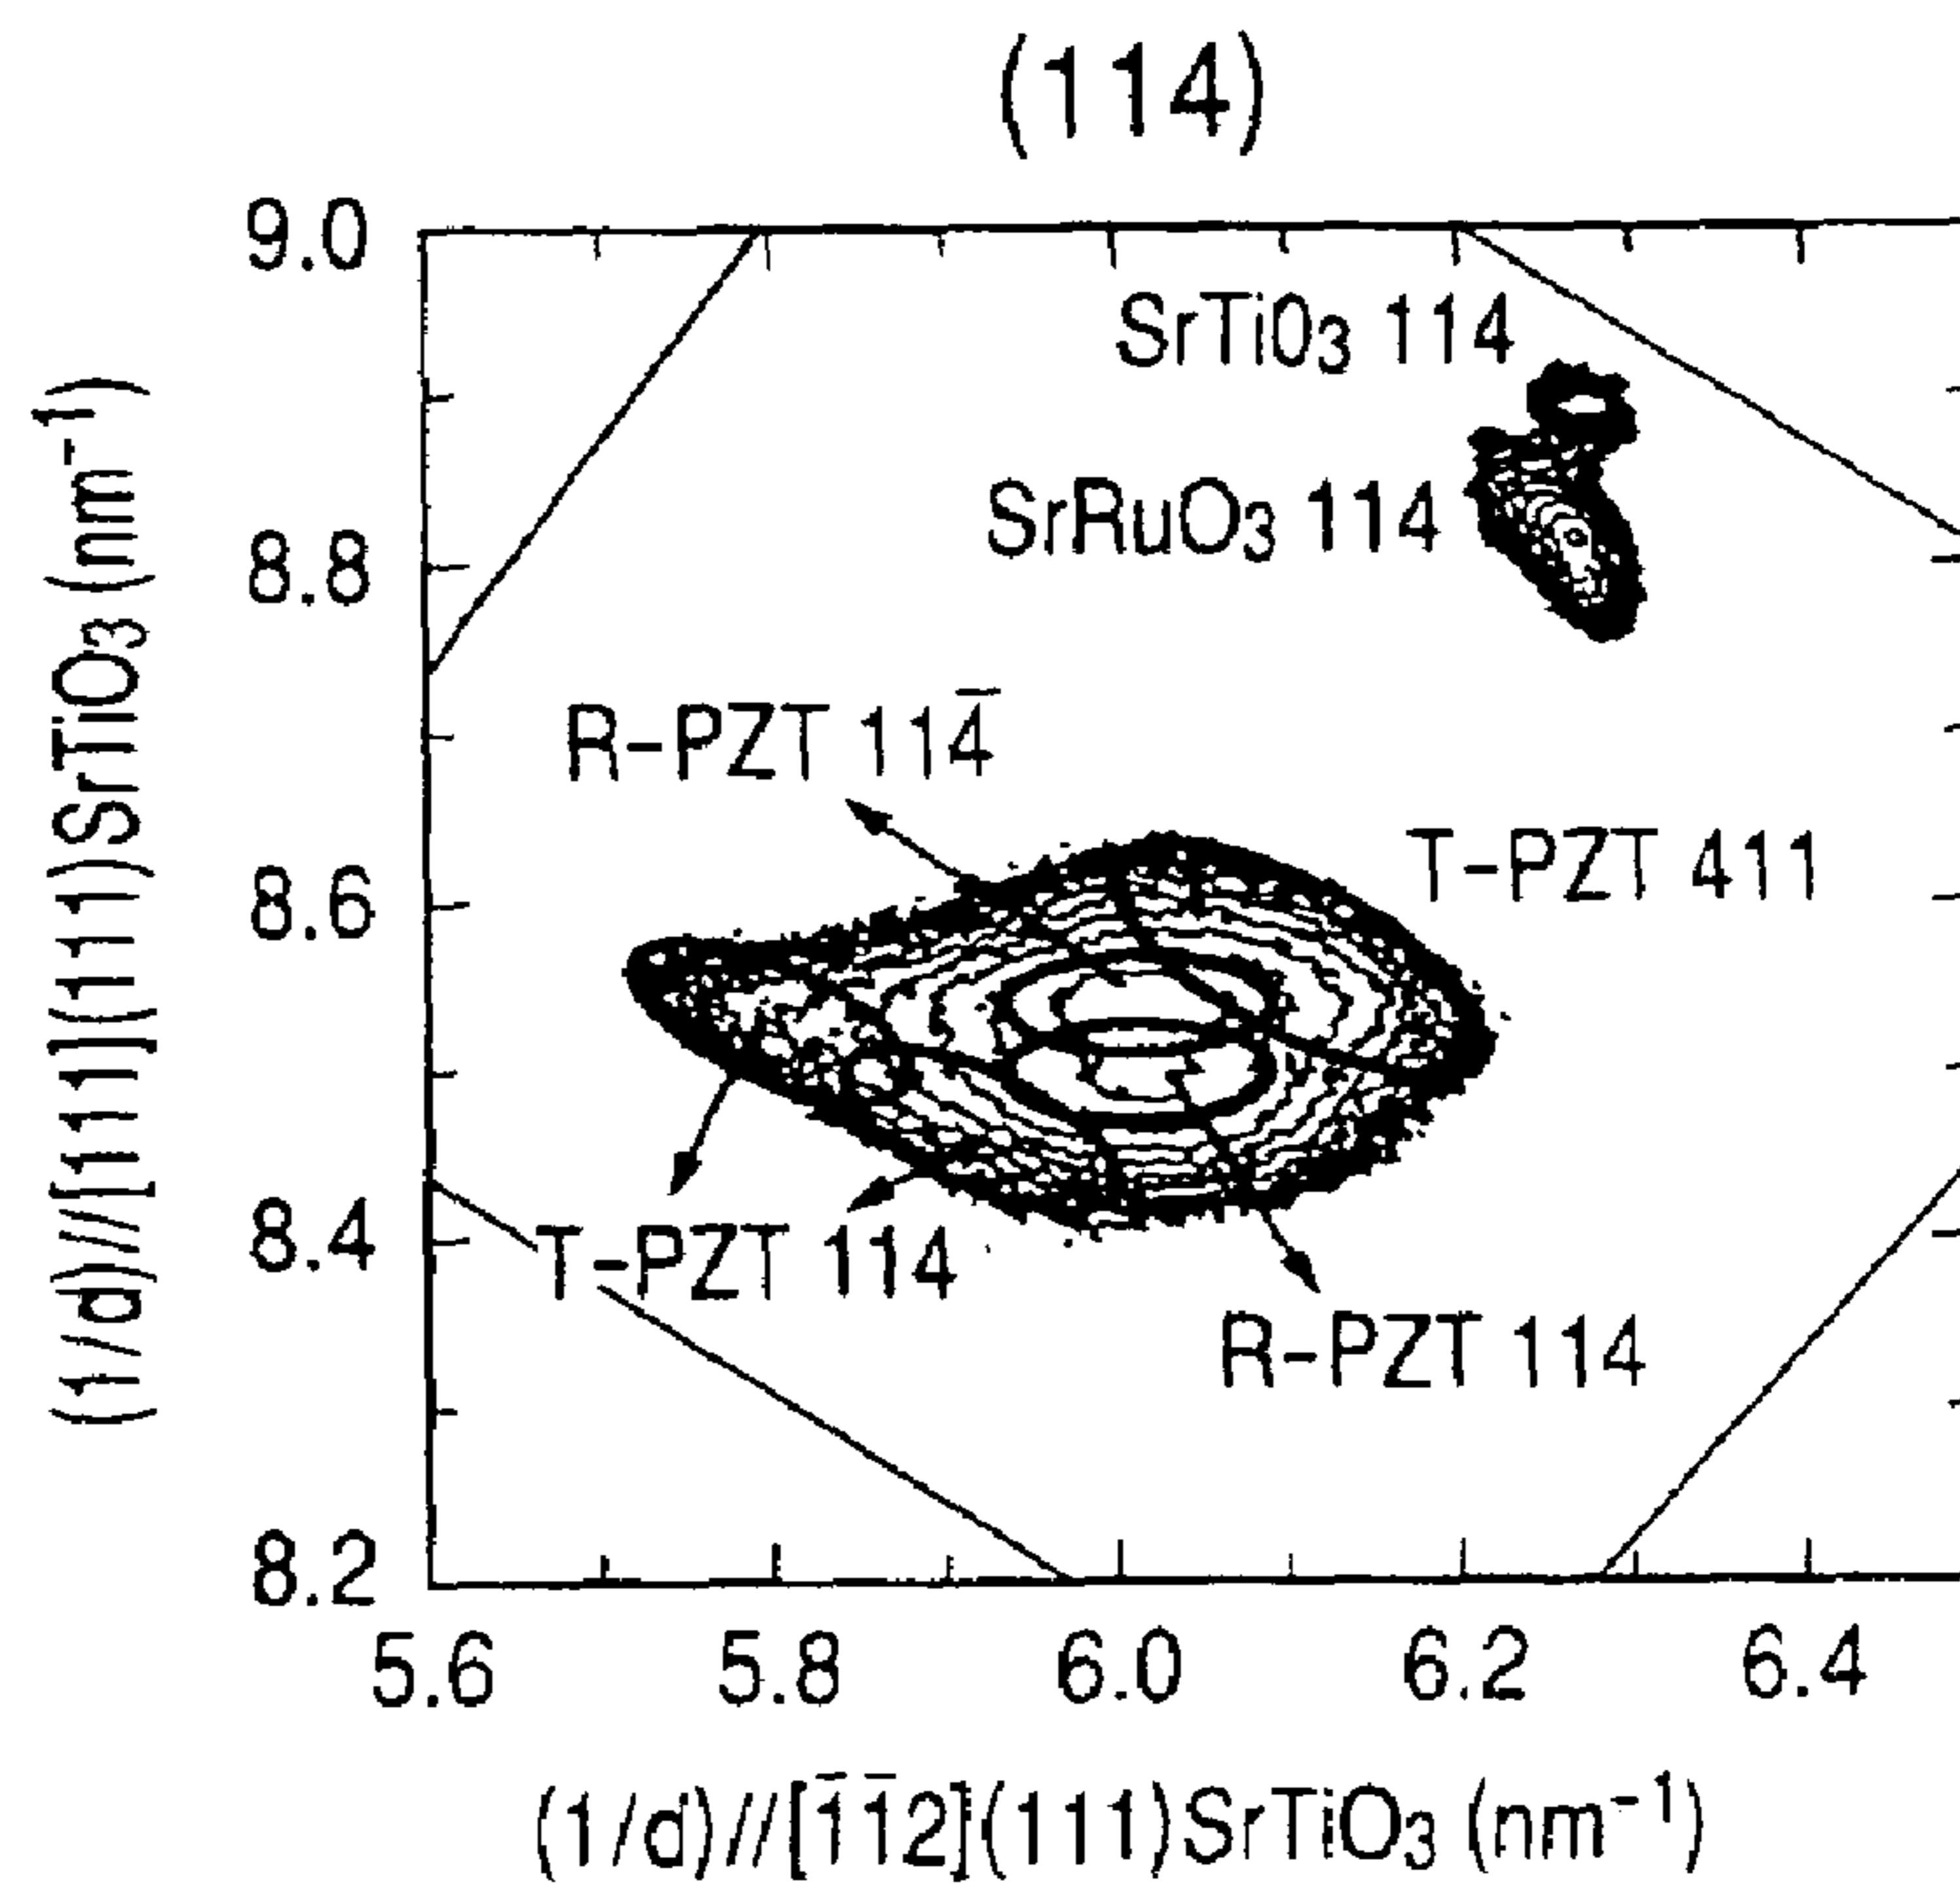 (114)
9.0
SrTiO₃ 114
SrRuO₃ 114
8.8
(1/d)//[111](111)SrTiO₃ (nm⁻¹)
R-PZT 114̅
T-PZT 411
8.6
8.4
T-PZT 114
R-PZT 114
8.2
5.6 5.8 6.0 6.2 6.4
(1/d)//[1̅1̅2](111)SrTiO₃ (nm⁻¹)